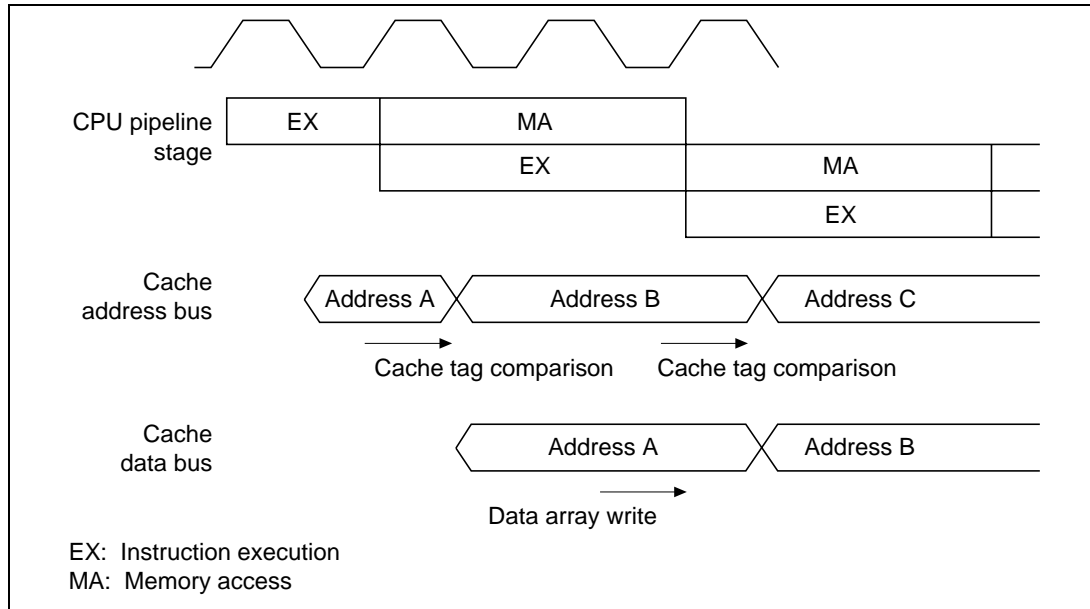 CPU pipeline
stage
EX
MA
EX
MA
EX
Cache
address bus
Address A
Address B
Address C
Cache tag comparison
Cache tag comparison
Cache
data bus
Address A
Address B
Data array write
EX: Instruction execution
MA: Memory access